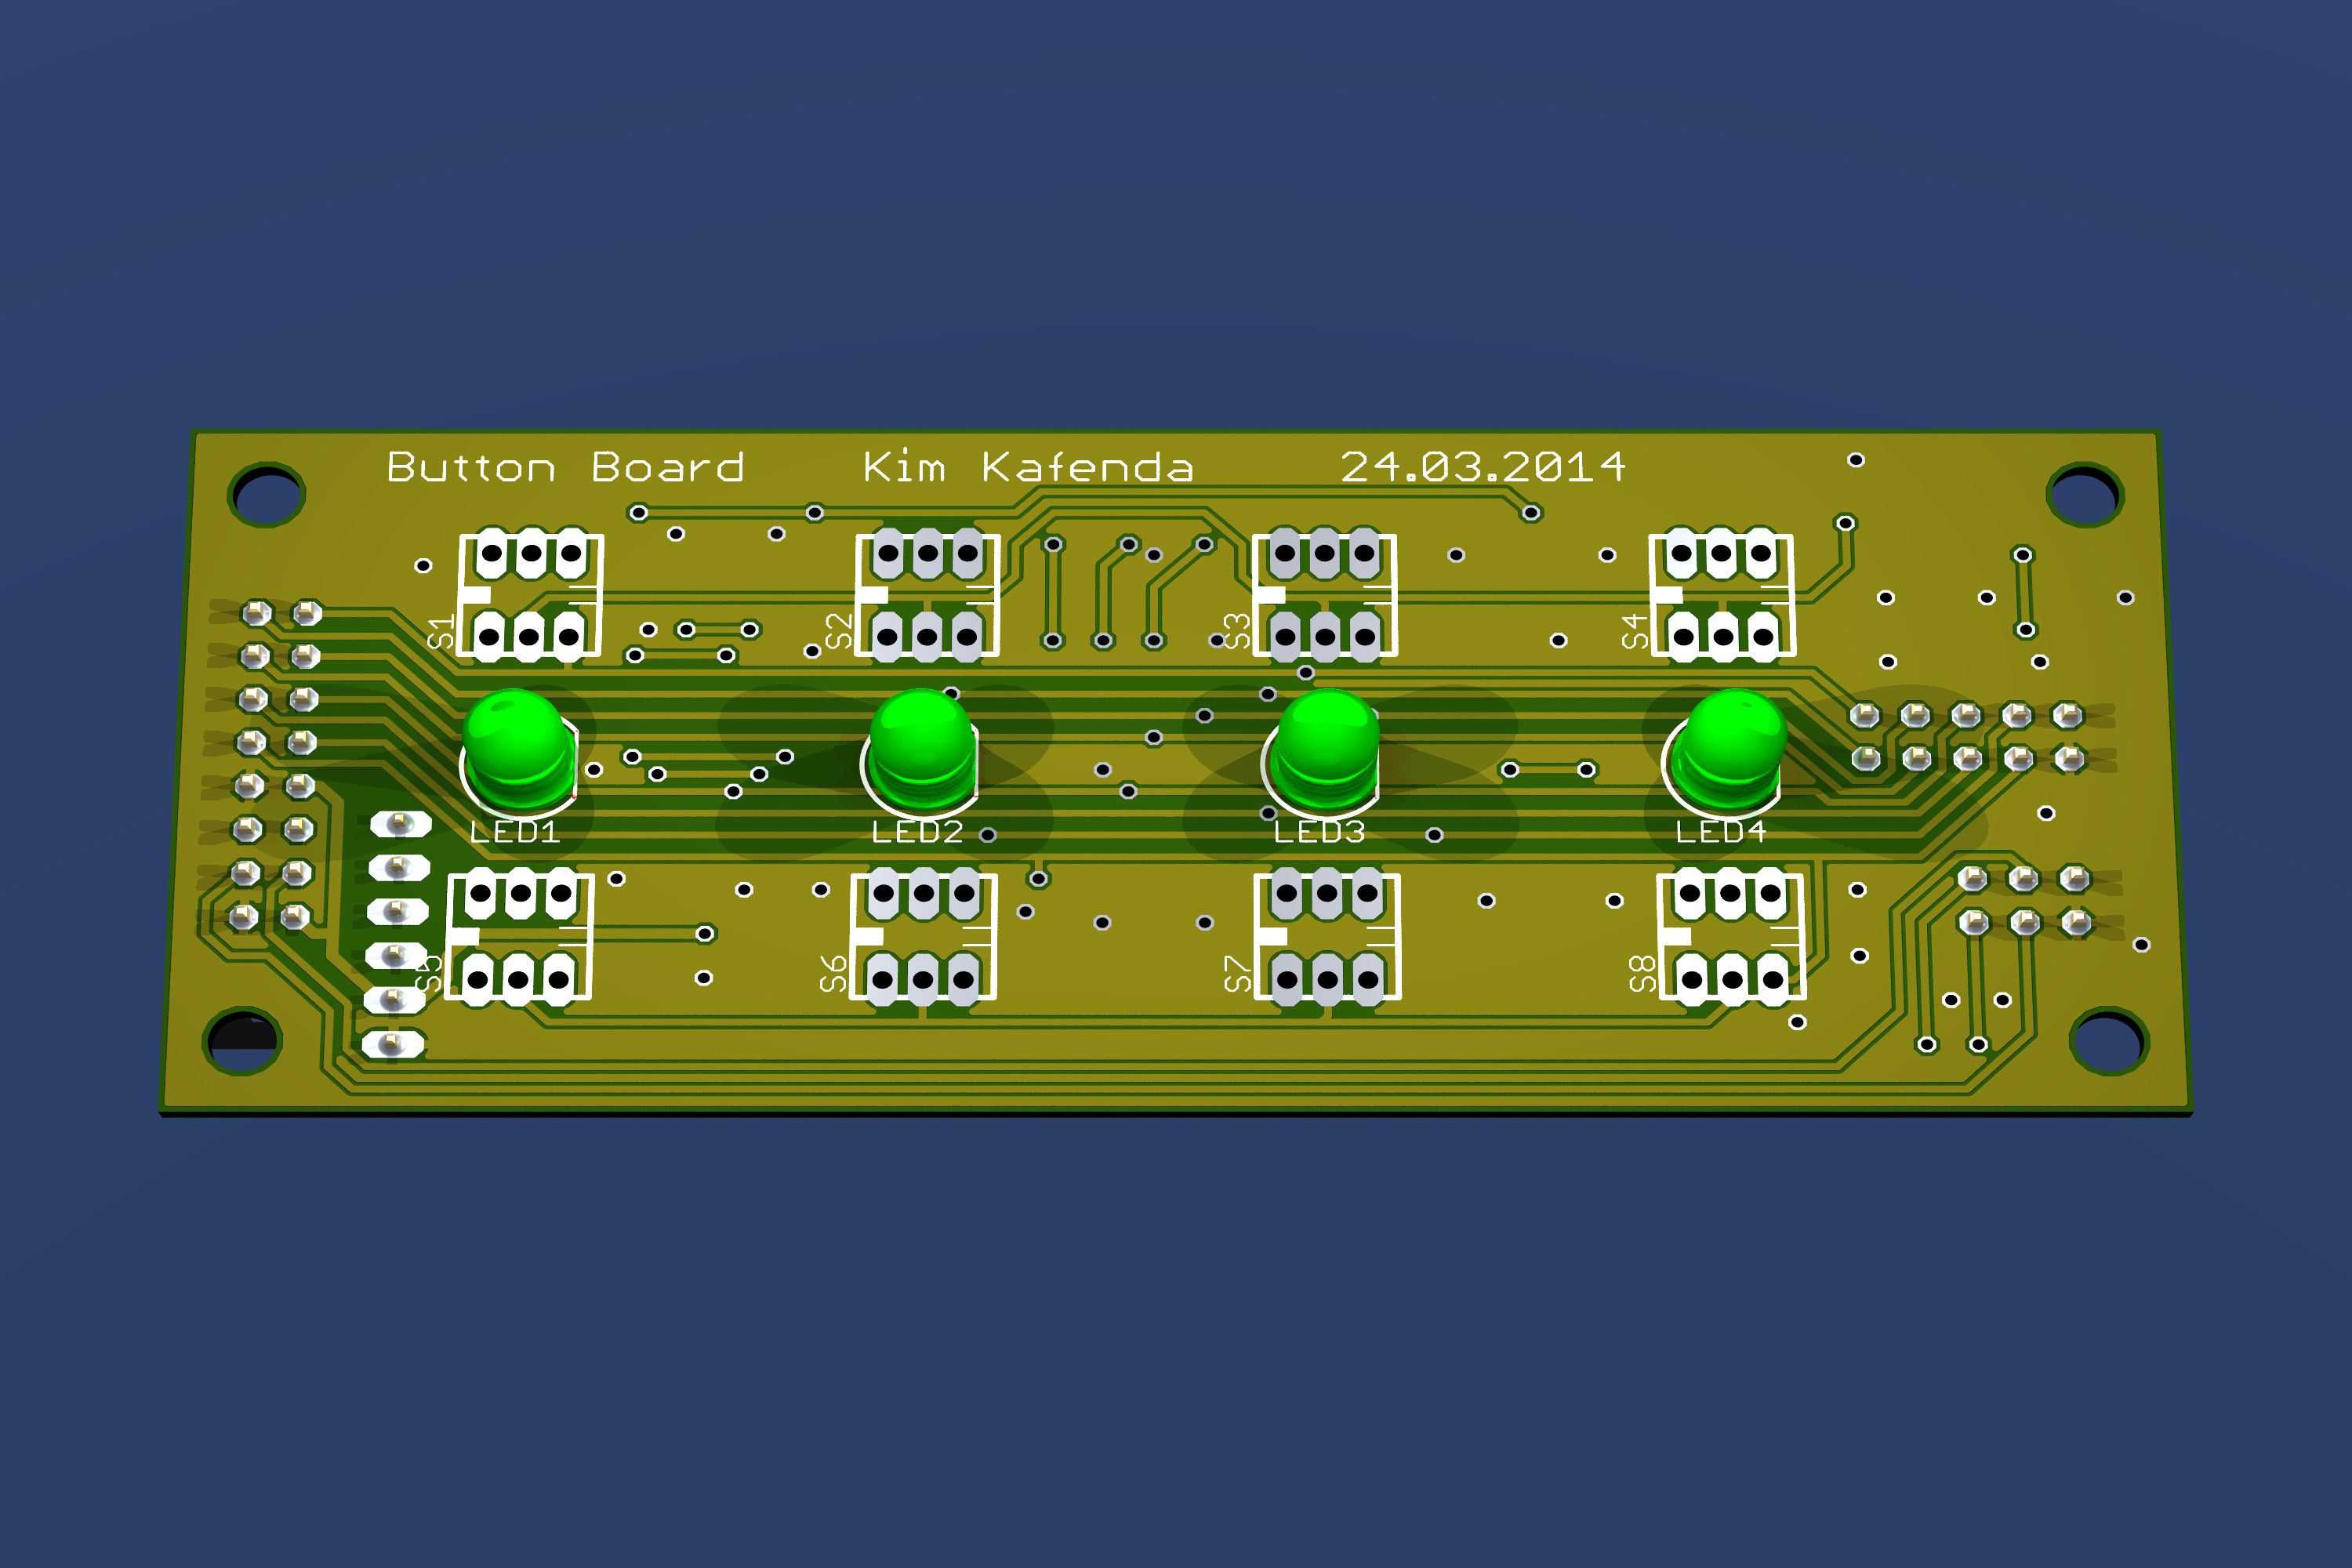 Button Board Kim Kafenda 24.03.2014
S1 S2 S3 S4
LED1 LED2 LED3 LED4
S5 S6 S7 S8